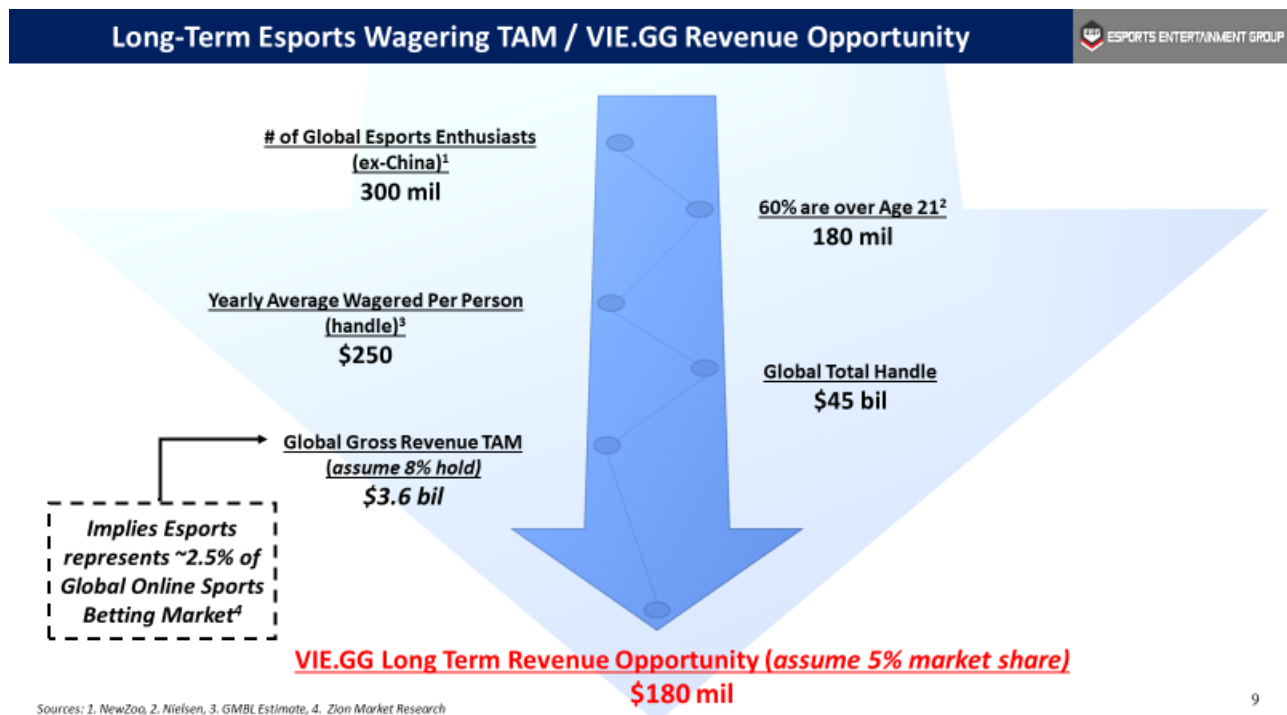 Long-Term Esports Wagering TAM / VIE.GG Revenue Opportunity
ESPORTS ENTERTAINMENT GROUP
# of Global Esports Enthusiasts
(ex-China)¹
300 mil
60% are over Age 21²
180 mil
Yearly Average Wagered Per Person
(handle)³
$250
Global Total Handle
$45 bil
Global Gross Revenue TAM
(assume 8% hold)
$3.6 bil
Implies Esports
represents ~2.5% of
Global Online Sports
Betting Market⁴
VIE.GG Long Term Revenue Opportunity (assume 5% market share)
$180 mil
Sources: 1. NewZoo, 2. Nielsen, 3. GMBL Estimate, 4. Zion Market Research
9